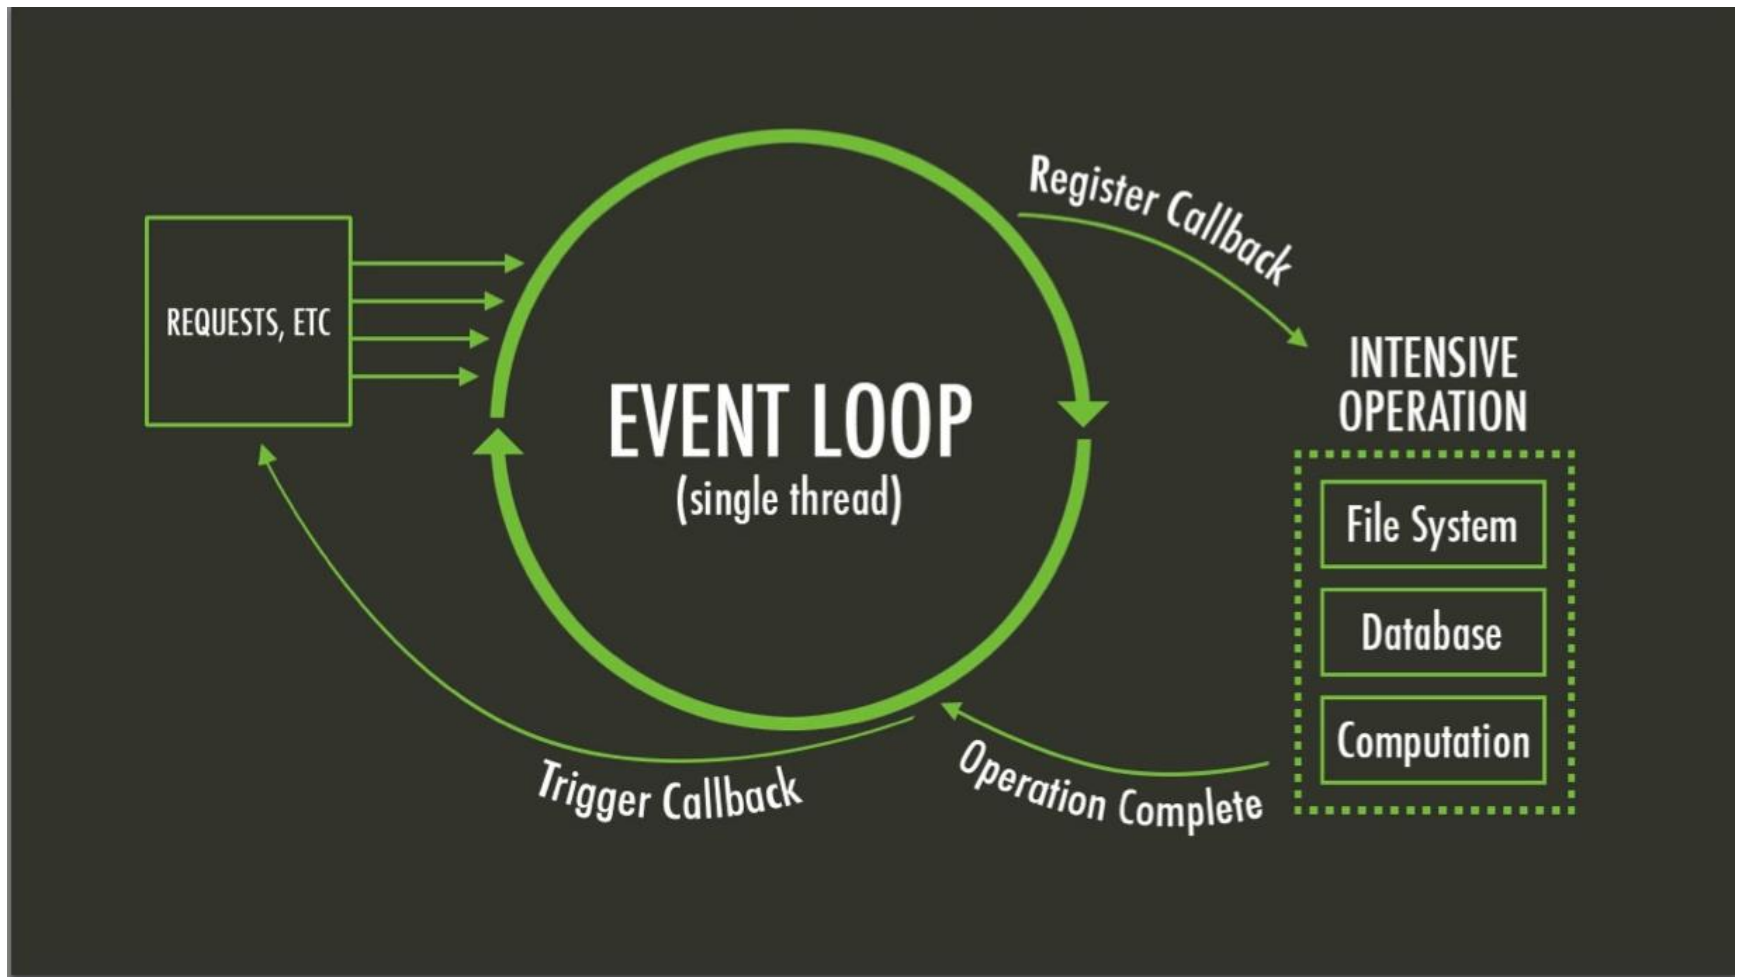 REQUESTS, ETC
EVENT LOOP
(single thread)
Register Callback
INTENSIVE
OPERATION
File System
Database
Computation
Operation Complete
Trigger Callback